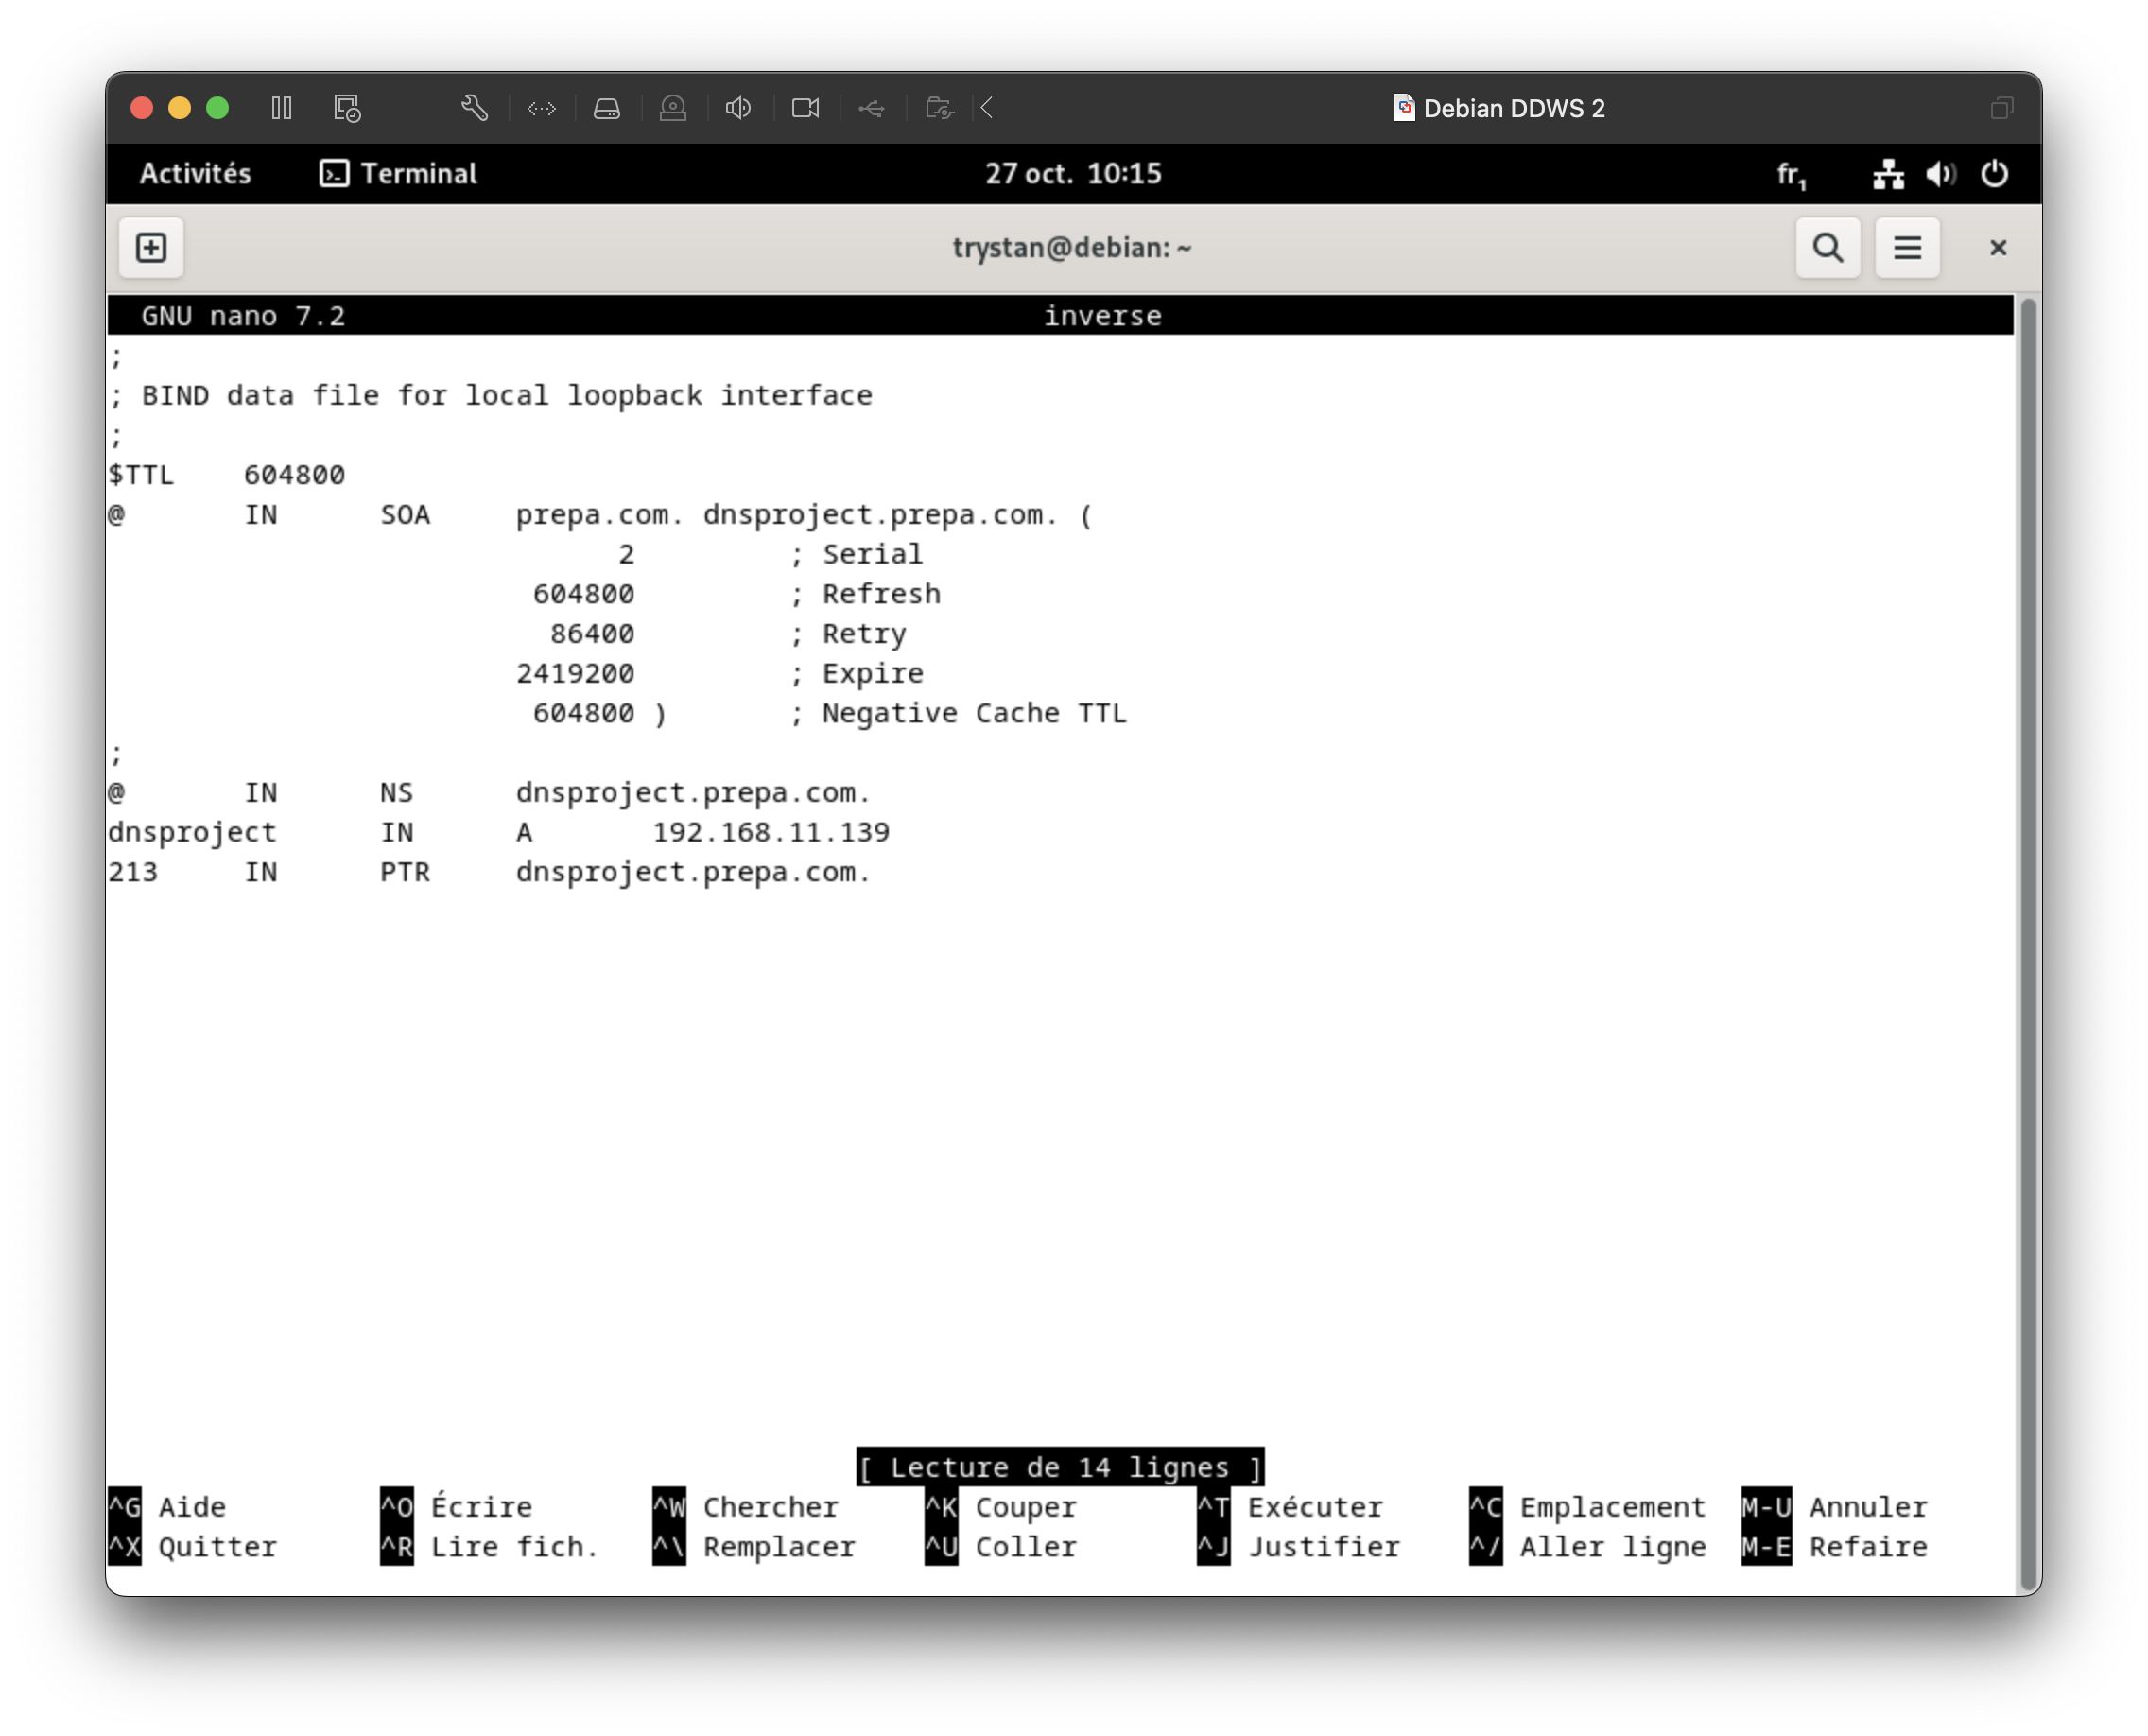 Debian DDWS 2
Activités Terminal 27 oct. 10:15 fr1
trystan@debian: ~
GNU nano 7.2 inverse
;
; BIND data file for local loopback interface
;
$TTL 604800
@ IN SOA prepa.com. dnsproject.prepa.com. (
2 ; Serial
604800 ; Refresh
86400 ; Retry
2419200 ; Expire
604800 ) ; Negative Cache TTL
;
@ IN NS dnsproject.prepa.com.
dnsproject IN A 192.168.11.139
213 IN PTR dnsproject.prepa.com.
[ Lecture de 14 lignes ]
^G Aide ^O Écrire ^W Chercher ^K Couper ^T Exécuter ^C Emplacement M-U Annuler
^X Quitter ^R Lire fich. ^\ Remplacer ^U Coller ^J Justifier ^/ Aller ligne M-E Refaire